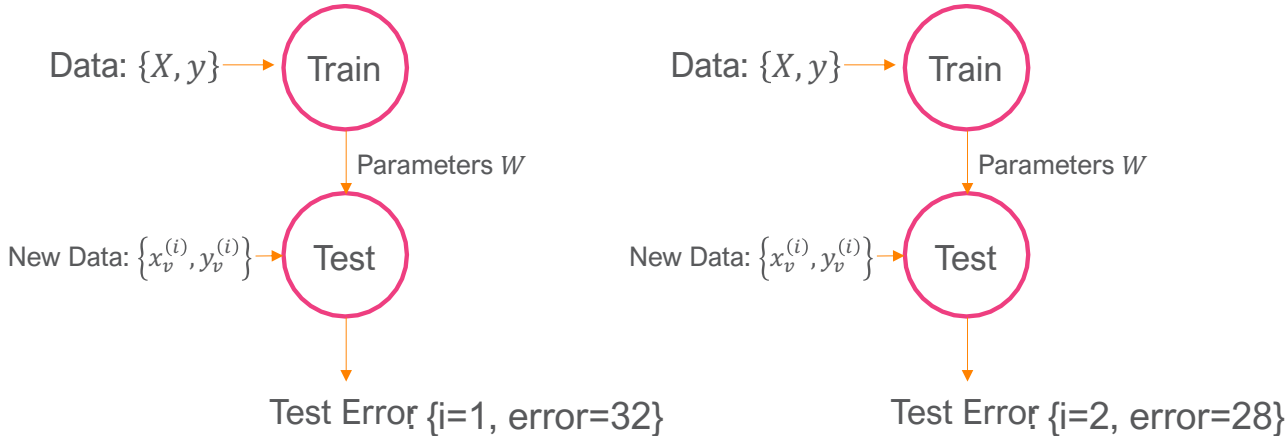 Data: {𝑋, 𝑦}
Train
Parameters 𝑊
New Data: {𝑥_𝑣^(𝑖), 𝑦_𝑣^(𝑖)}
Test
Test Error: {i=1, error=32}
Data: {𝑋, 𝑦}
Train
Parameters 𝑊
New Data: {𝑥_𝑣^(𝑖), 𝑦_𝑣^(𝑖)}
Test
Test Error: {i=2, error=28}